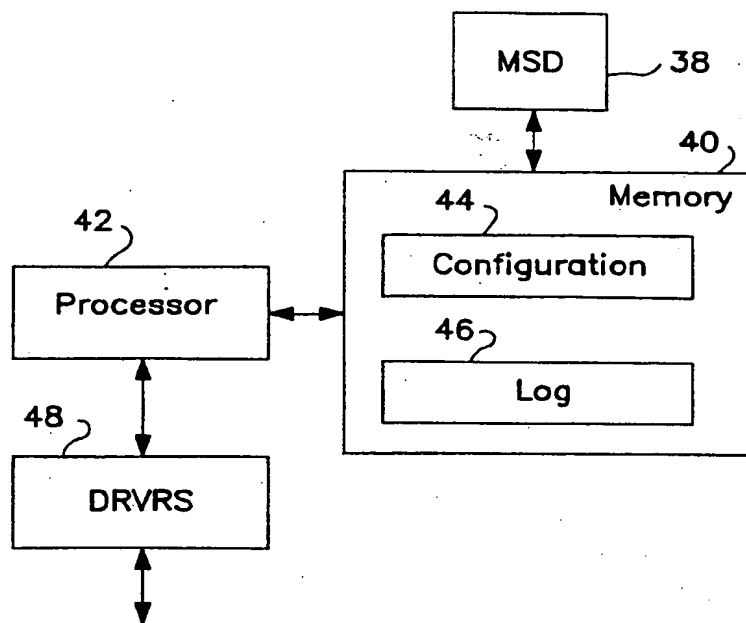 MSD
38
40
Memory
44
Configuration
42
Processor
46
Log
48
DRVRS